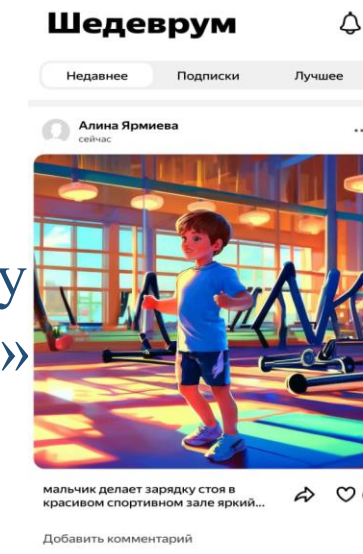 Шедеврум
Недавнее Подписки Лучшее
Алина Ярмиева
сейчас
у
»
мальчик делает зарядку стоя в
красивом спортивном зале яркий...
Добавить комментарий